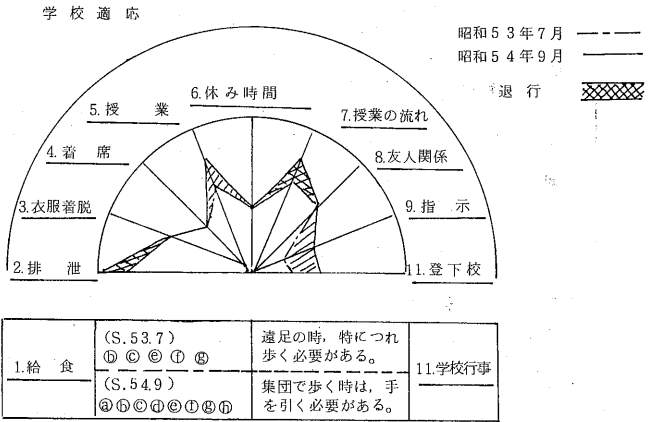 学校適応
昭和53年7月
昭和54年9月
退行
6.休み時間
5.授業
7.授業の流れ
4.着席
8.友人関係
3.衣服着脱
9.指示
2.排泄
11.登下校
1.給食
(S.53.7)
ⓑⓒⓔⓕⓖ
(S.54.9)
ⓐⓑⓒⓓⓔⓕⓖⓗ
遠足の時，特につれ
歩く必要がある。
集団で歩く時は，手
を引く必要がある。
11.学校行事